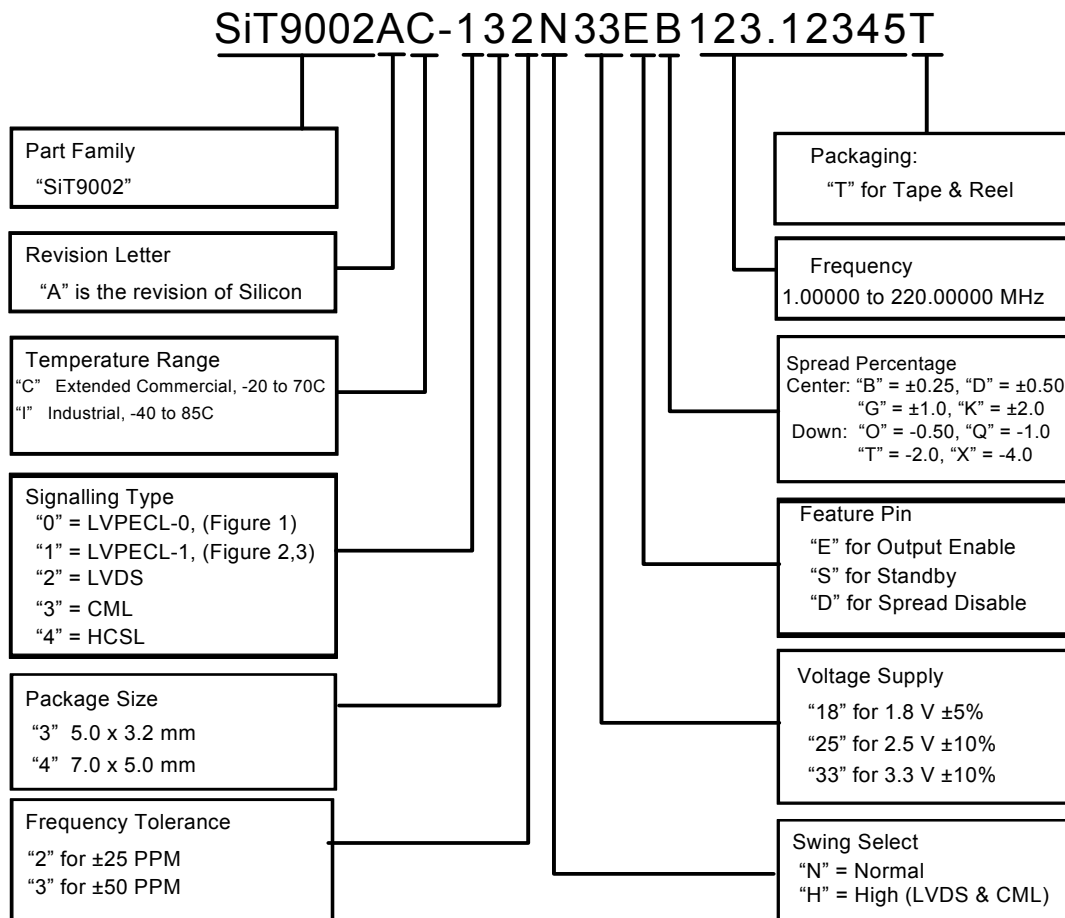 SiT9002AC-132N33EB123.12345T
Part Family
“SiT9002”
Revision Letter
“A” is the revision of Silicon
Temperature Range
“C” Extended Commercial, -20 to 70C
“I” Industrial, -40 to 85C
Signalling Type
“0” = LVPECL-0, (Figure 1)
“1” = LVPECL-1, (Figure 2,3)
“2” = LVDS
“3” = CML
“4” = HCSL
Package Size
“3” 5.0 x 3.2 mm
“4” 7.0 x 5.0 mm
Frequency Tolerance
“2” for ±25 PPM
“3” for ±50 PPM
Packaging:
“T” for Tape & Reel
Frequency
1.00000 to 220.00000 MHz
Spread Percentage
Center: “B” = ±0.25, “D” = ±0.50
“G” = ±1.0, “K” = ±2.0
Down: “O” = -0.50, “Q” = -1.0
“T” = -2.0, “X” = -4.0
Feature Pin
“E” for Output Enable
“S” for Standby
“D” for Spread Disable
Voltage Supply
“18” for 1.8 V ±5%
“25” for 2.5 V ±10%
“33” for 3.3 V ±10%
Swing Select
“N” = Normal
“H” = High (LVDS & CML)